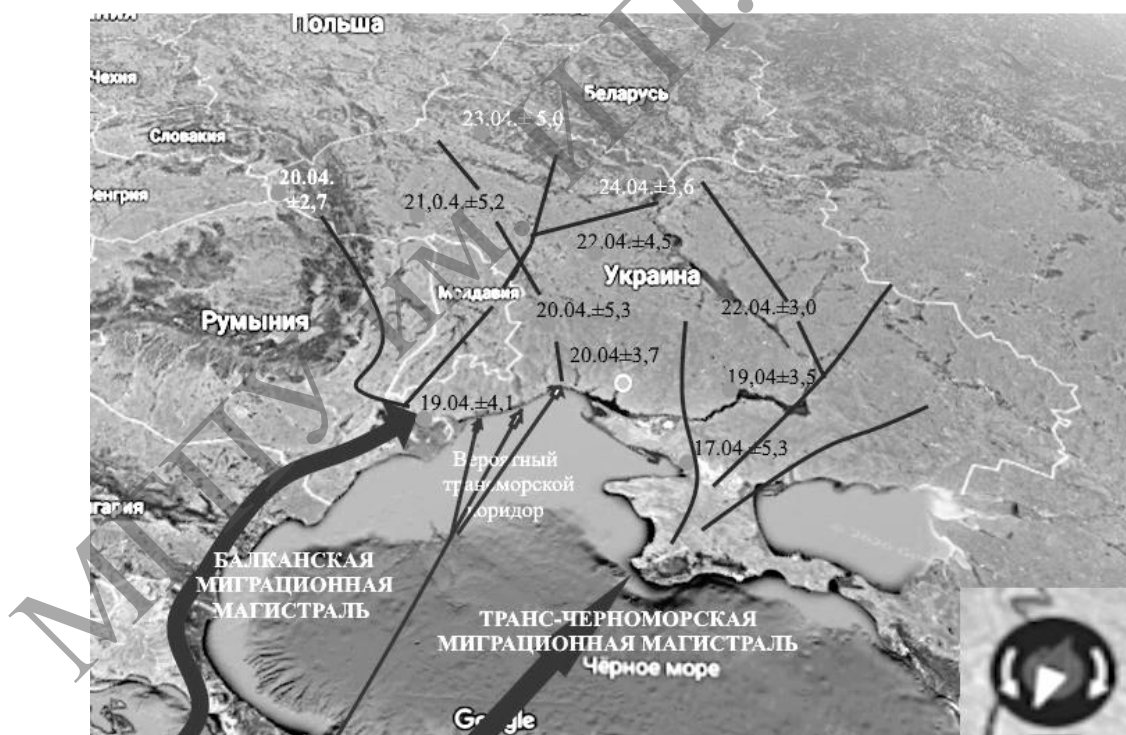 Польша
Чехия
Беларусь
23.04.± 5,0
Словакия
20.04.
±2,7
24.04.±3,6
21,0.4.±5,2
22.04.±4,5
Украина
Молдавия
Румыния
20.04.±5,3
22.04.±3,0
20.04±3,7
19,04±3,5
19.04.±4,1
17.04±5,3
Вероятный
трансморской
коридор
БАЛКАНСКАЯ
МИГРАЦИОННАЯ
МАГИСТРАЛЬ
ТРАНС-ЧЕРНОМОРСКАЯ
МИГРАЦИОННАЯ МАГИСТРАЛЬ
Чёрное море
Google